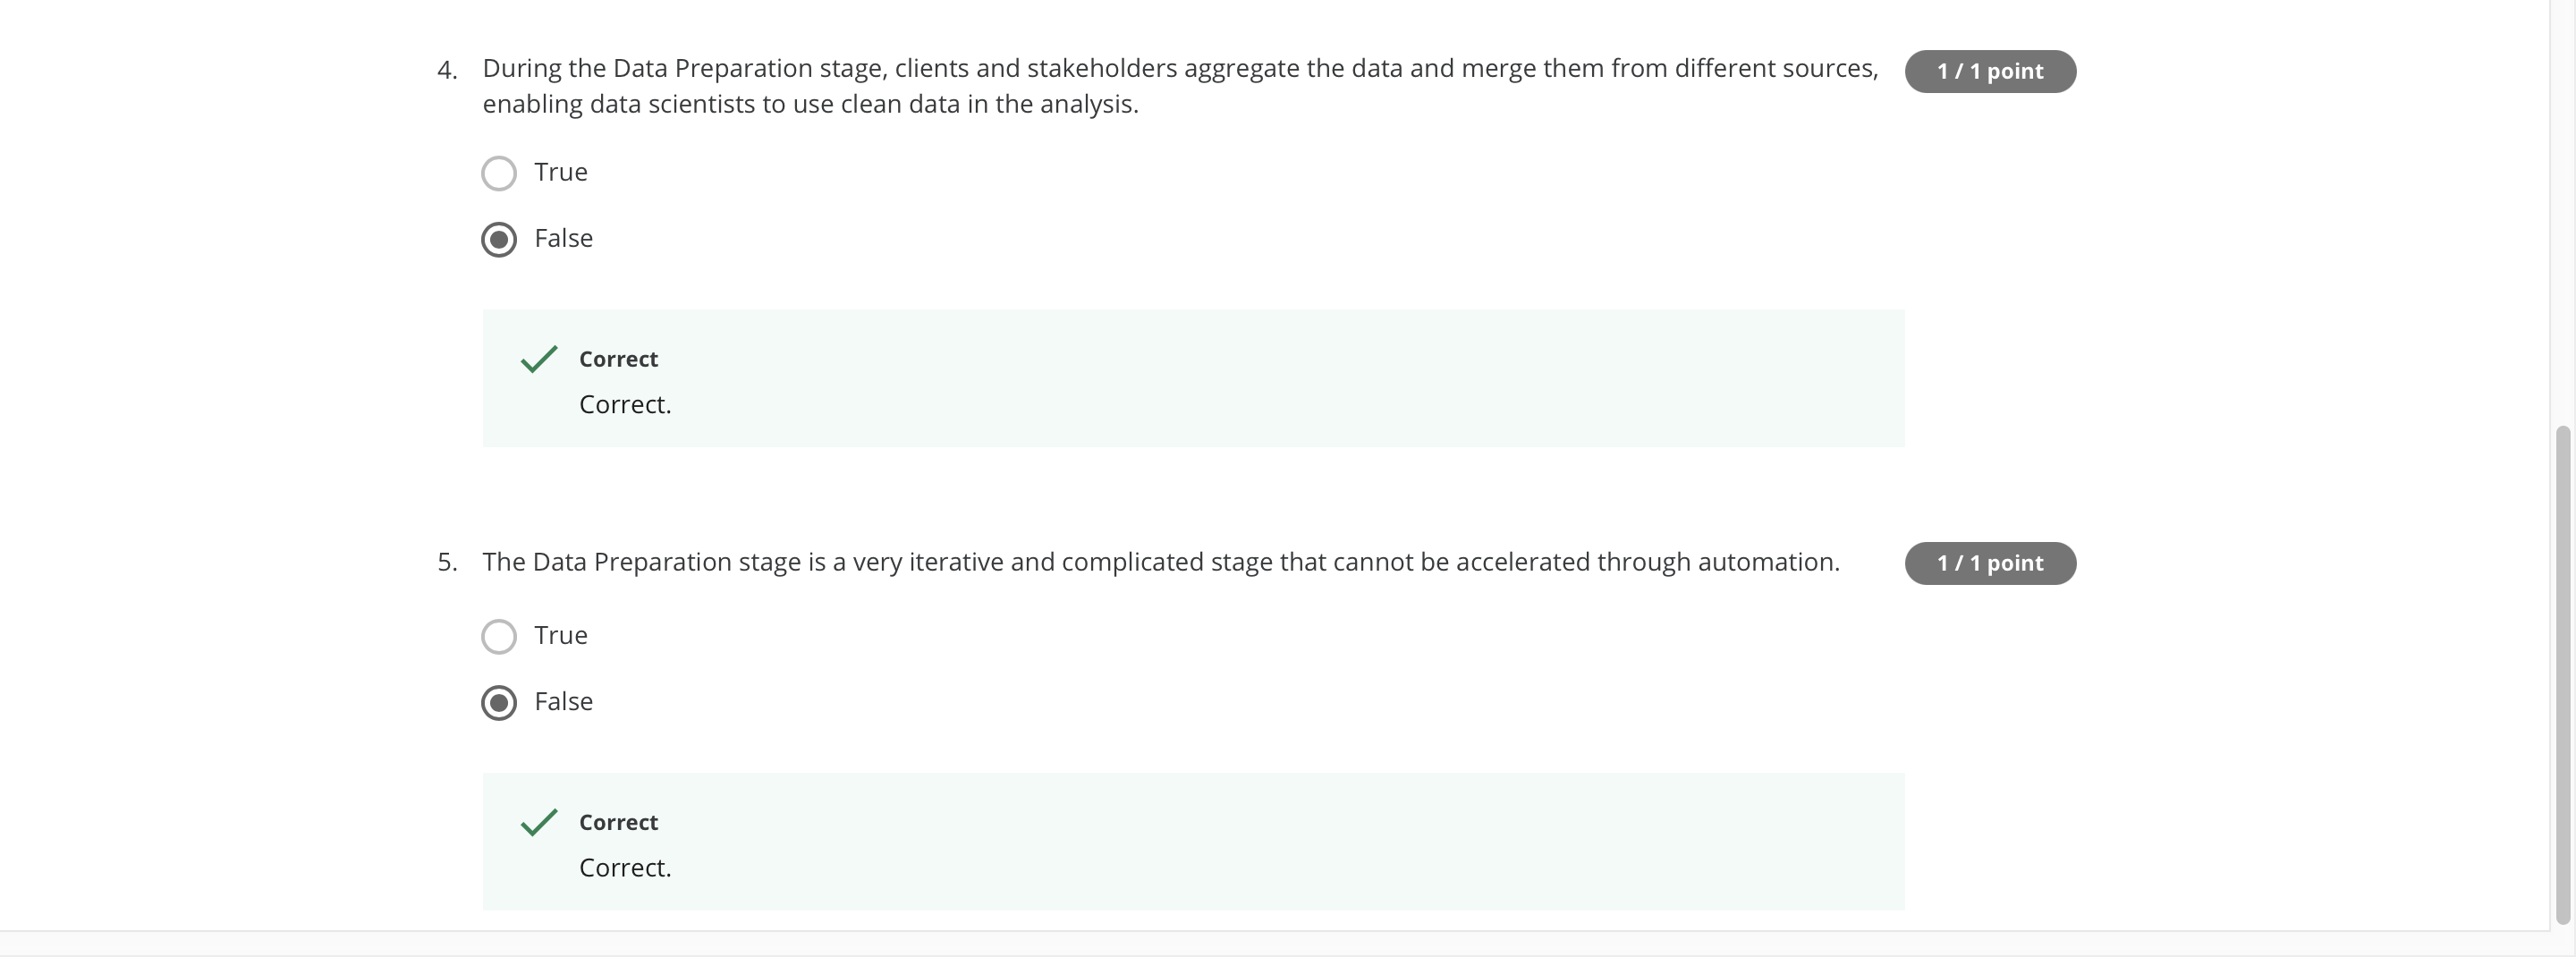 4. During the Data Preparation stage, clients and stakeholders aggregate the data and merge them from different sources, 1 / 1 point
enabling data scientists to use clean data in the analysis.
True
False
Correct
Correct.
5. The Data Preparation stage is a very iterative and complicated stage that cannot be accelerated through automation. 1 / 1 point
True
False
Correct
Correct.